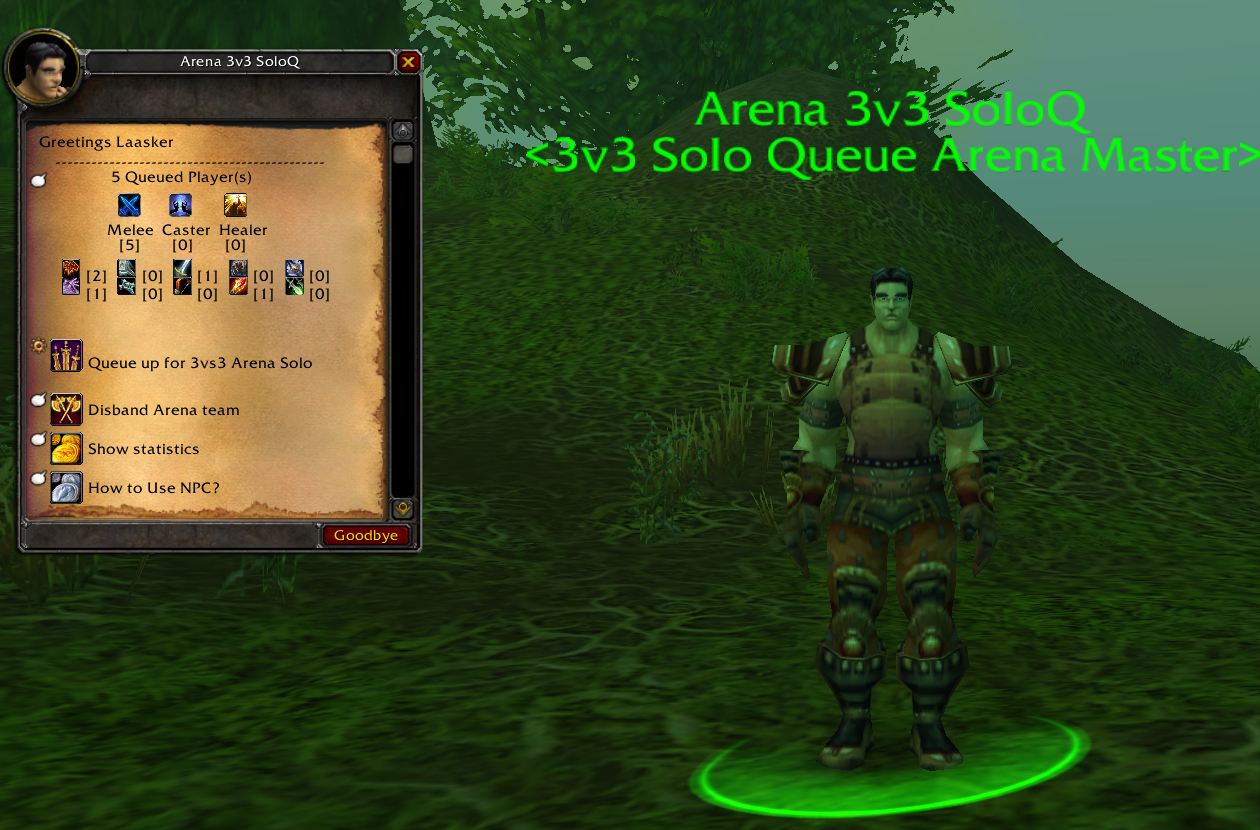 Arena 3v3 SoloQ
Greetings Laasker
------------------------------------------------
5 Queued Player(s)
Melee Caster Healer
[5] [0] [0]
[2] [0] [1] [0] [0]
[1] [0] [0] [1] [0]
Queue up for 3vs3 Arena Solo
Disband Arena team
Show statistics
How to Use NPC?
Goodbye
Arena 3v3 SoloQ
<3v3 Solo Queue Arena Master>